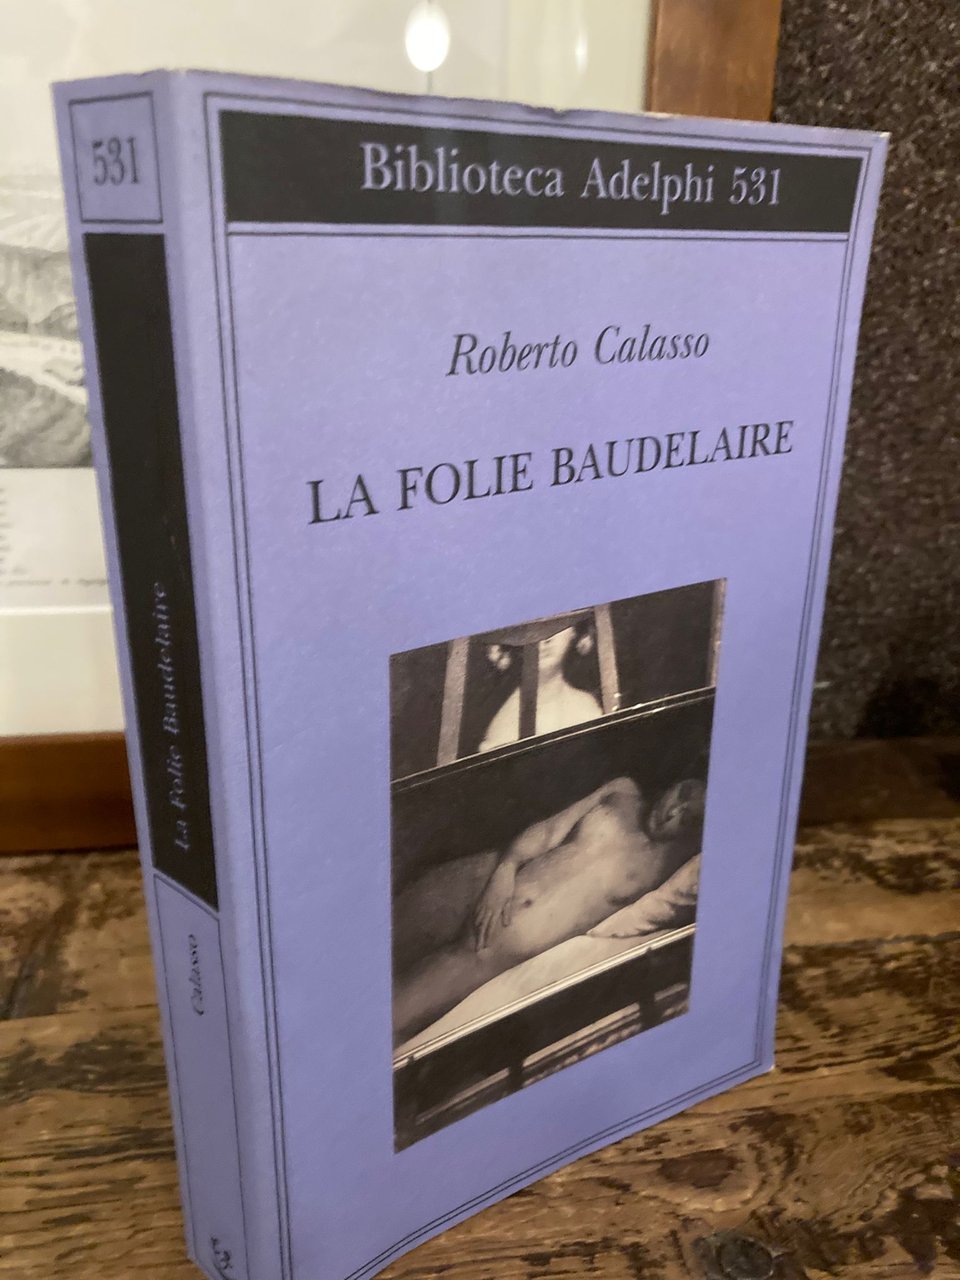 531
Biblioteca Adelphi 531
Roberto Calasso
LA FOLIE BAUDELAIRE
La Folie Baudelaire
Calasso